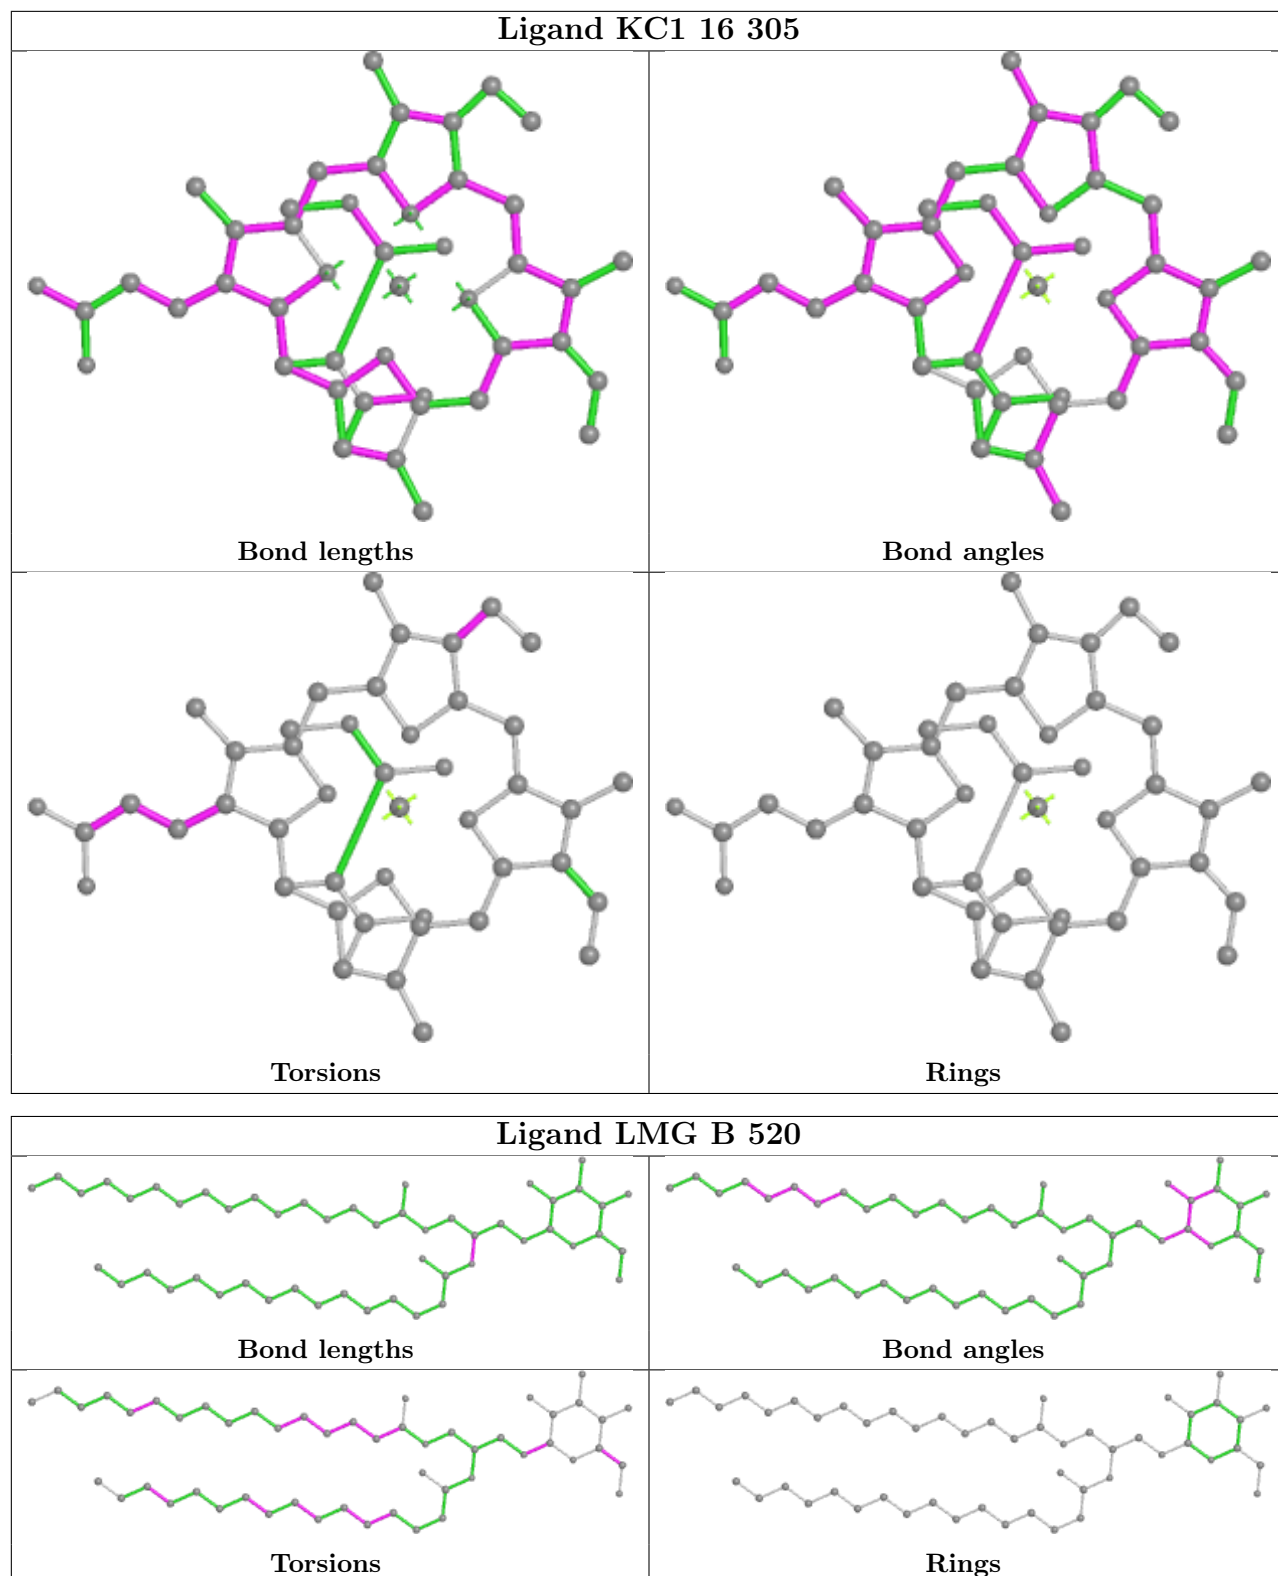 Ligand KC1 16 305
Bond lengths
Bond angles
Torsions
Rings
Ligand LMG B 520
Bond lengths
Bond angles
Torsions
Rings